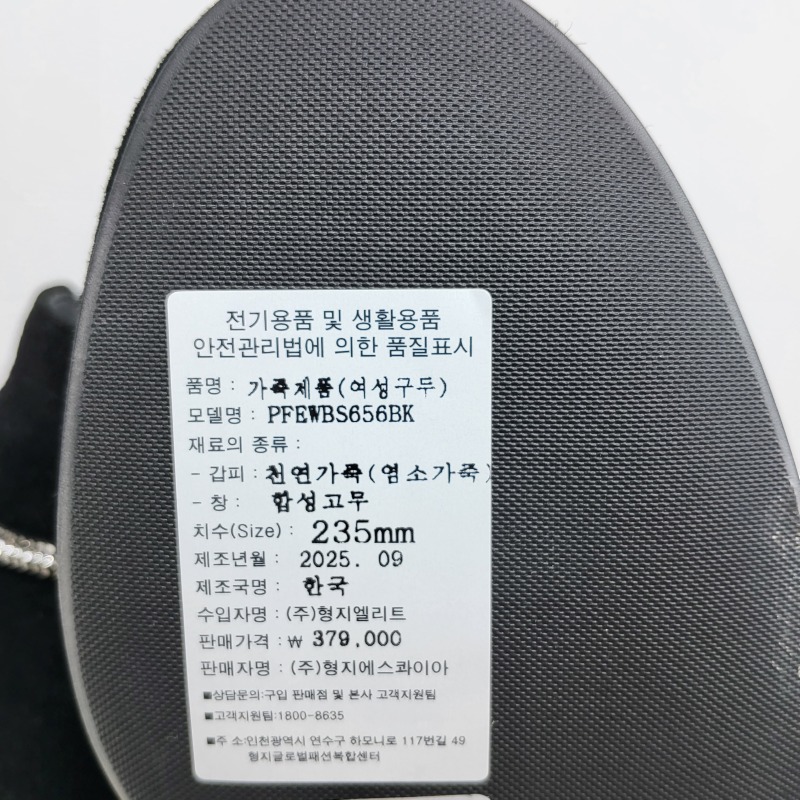 전기용품 및 생활용품
안전관리법에 의한 품질표시
품명 : 가죽제품(여성구두)
모델명 : PFEWBS656BK
재료의 종류 :
- 갑피 : 천연가죽(염소가죽)
- 창 : 합성고무
치수(Size) : 235mm
제조년월 : 2025. 09
제조국명 : 한국
수입자명 : (주)형지엘리트
판매가격 : ₩ 379,000
판매자명 : (주)형지에스콰이아
■상담문의:구입 판매점 및 본사 고객지원팀
■고객지원팀:1800-8635
■주 소:인천광역시 연수구 하모니로 117번길 49
형지글로벌패션복합센터